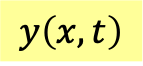 y(x, t)